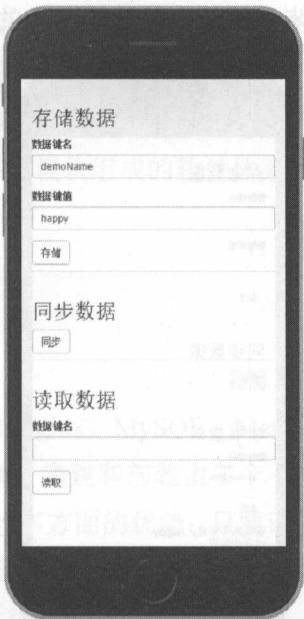 存储数据
数据键名
demoName
数据键值
happy
存储
同步数据
同步
读取数据
数据键名
读取